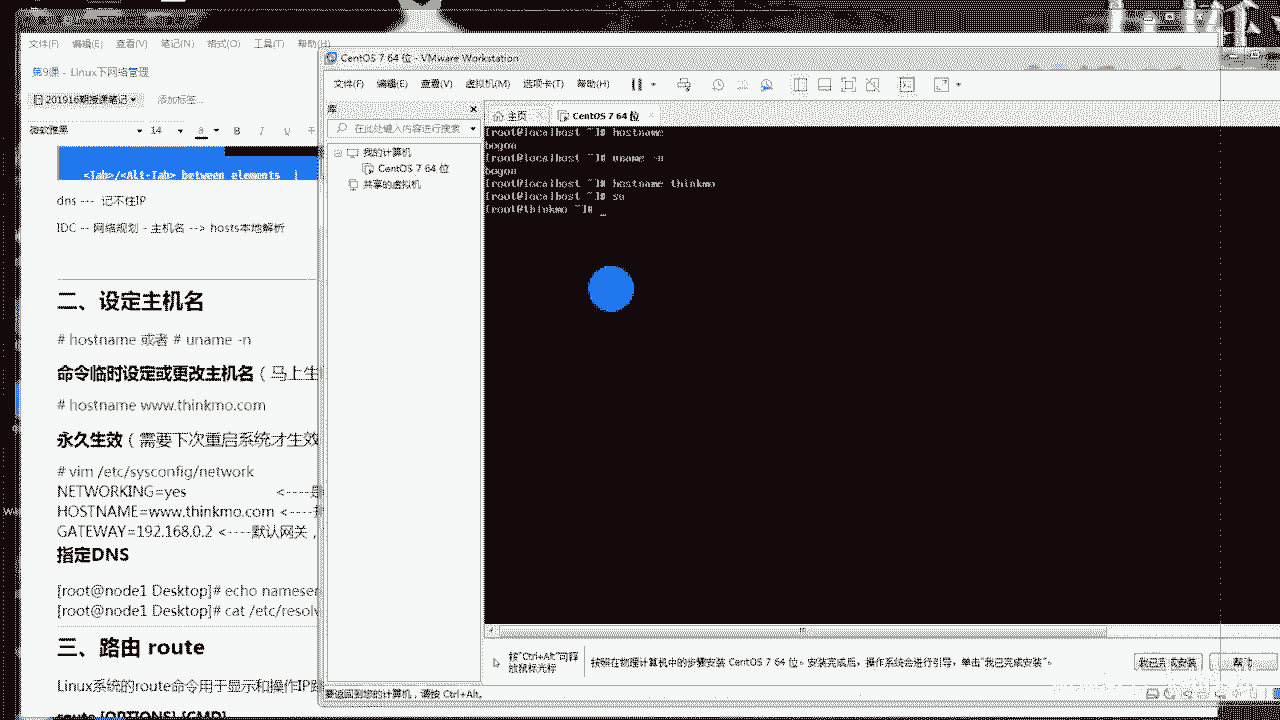 文件(F) 编辑(E) 查看(V) 笔记(N) 格式(O) 工具(T) 帮助(H)
第9课 - Linux下网络管理
201916期授课笔记 添加标签...
微软雅黑 14 a B I U
<Tab>/<Alt-Tab> between elements |
dns --- 记不住IP
IDC -- 网络规划 - 主机名 --> hosts本地解析
二、设定主机名
# hostname 或者 # uname -n
命令临时设定或更改主机名（马上生
# hostname www.thinkmo.com
永久生效（需要下次重启系统才生效
# vim /etc/sysconfig/network
NETWORKING=yes <----是
HOSTNAME=www.thinkmo.com <----
GATEWAY=192.168.0.2 <----默认网关，
指定DNS
[root@node1 Desktop]# echo nameser
[root@node1 Desktop]# cat /etc/resolv
三、路由 route
Linux系统的route命令用于显示和操作IP路
route [OPTIONS] [CMD]
CentOS 7 64 位 - VMware Workstation
文件(F) 编辑(E) 查看(V) 虚拟机(M) 选项卡(T) 帮助(H)
库
在此处键入内容进行搜索
我的计算机
CentOS 7 64 位
共享的虚拟机
主页 CentOS 7 64 位
[root@localhost ~]# hostname
bogon
[root@localhost ~]# uname -n
bogon
[root@localhost ~]# hostname thinkmo
[root@localhost ~]# su
[root@thinkmo ~]# _
按"Ctrl+Alt"可释放鼠标光标
按照在物理计算机中的步骤安装 CentOS 7 64 位。安装完成后，操作系统会进行引导，单击"我已完成安装"。
我已完成安装 帮助
要返回到您的计算机，请按 Ctrl+Alt。